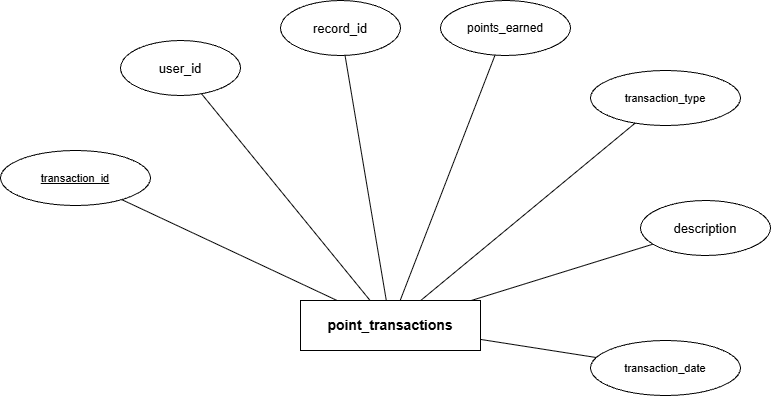 record_id
points_earned
user_id
transaction_type
transaction_id
description
point_transactions
transaction_date